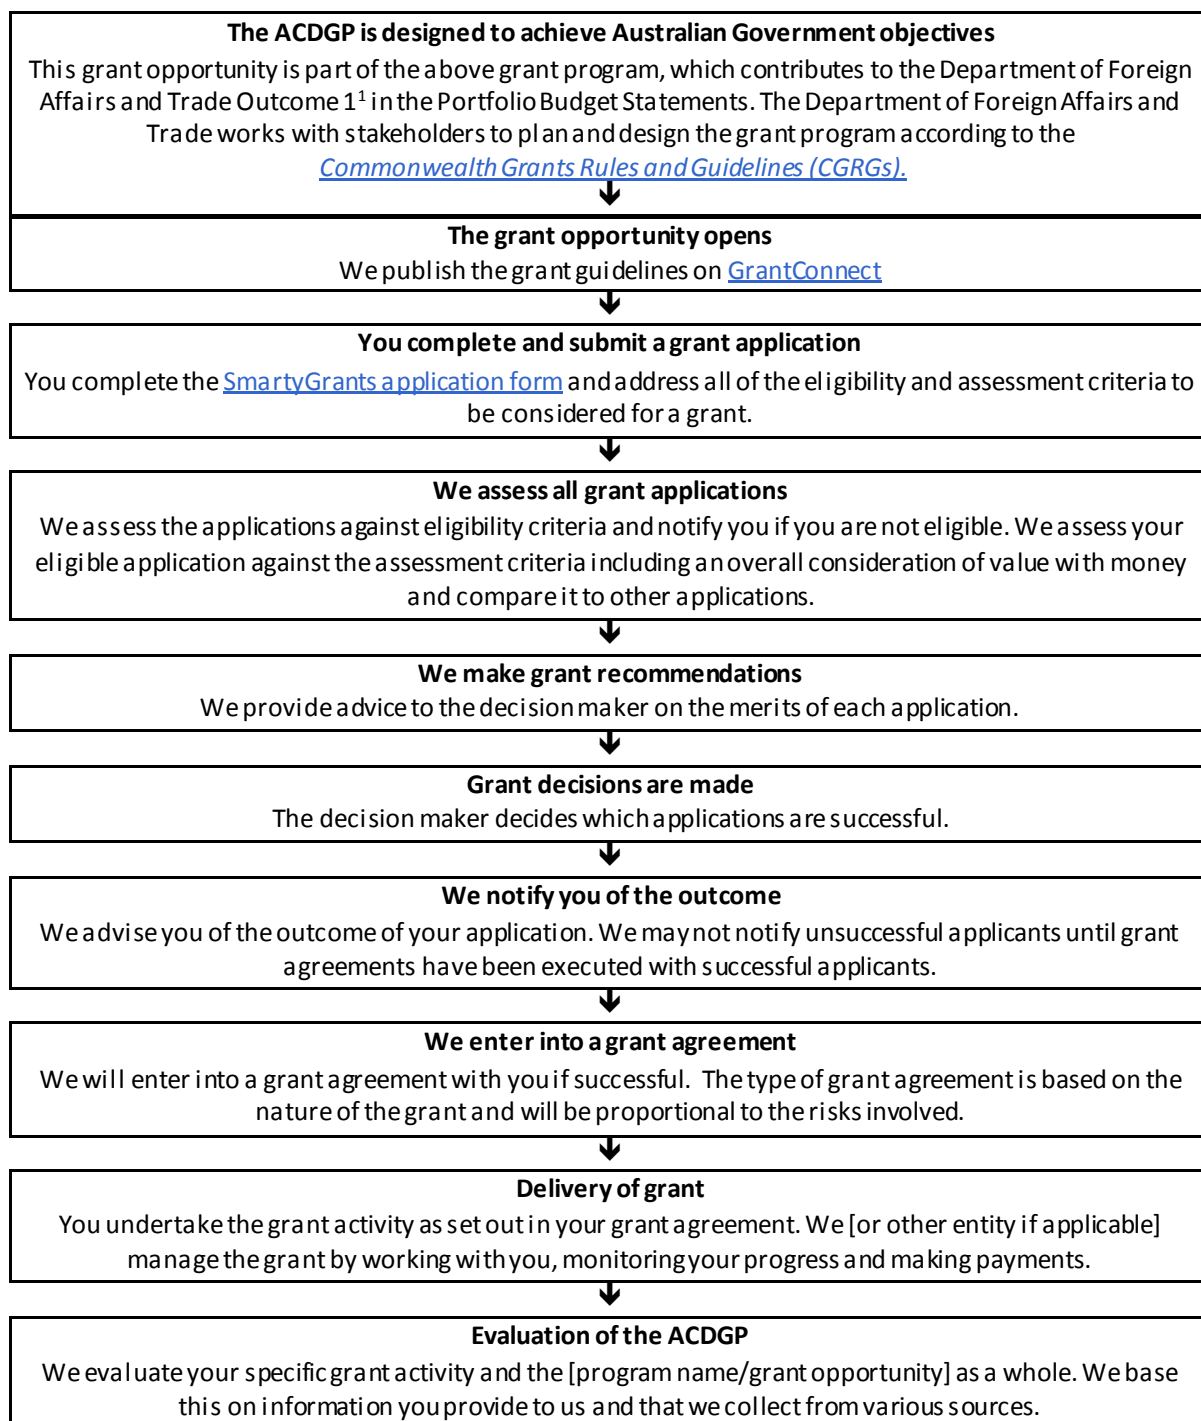 The ACDGP is designed to achieve Australian Government objectives
This grant opportunity is part of the above grant program, which contributes to the Department of Foreign
Affairs and Trade Outcome 1¹ in the Portfolio Budget Statements. The Department of Foreign Affairs and
Trade works with stakeholders to plan and design the grant program according to the
Commonwealth Grants Rules and Guidelines (CGRGs).
The grant opportunity opens
We publish the grant guidelines on GrantConnect
You complete and submit a grant application
You complete the SmartyGrants application form and address all of the eligibility and assessment criteria to
be considered for a grant.
We assess all grant applications
We assess the applications against eligibility criteria and notify you if you are not eligible. We assess your
eligible application against the assessment criteria including an overall consideration of value with money
and compare it to other applications.
We make grant recommendations
We provide advice to the decision maker on the merits of each application.
Grant decisions are made
The decision maker decides which applications are successful.
We notify you of the outcome
We advise you of the outcome of your application. We may not notify unsuccessful applicants until grant
agreements have been executed with successful applicants.
We enter into a grant agreement
We will enter into a grant agreement with you if successful. The type of grant agreement is based on the
nature of the grant and will be proportional to the risks involved.
Delivery of grant
You undertake the grant activity as set out in your grant agreement. We [or other entity if applicable]
manage the grant by working with you, monitoring your progress and making payments.
Evaluation of the ACDGP
We evaluate your specific grant activity and the [program name/grant opportunity] as a whole. We base
this on information you provide to us and that we collect from various sources.